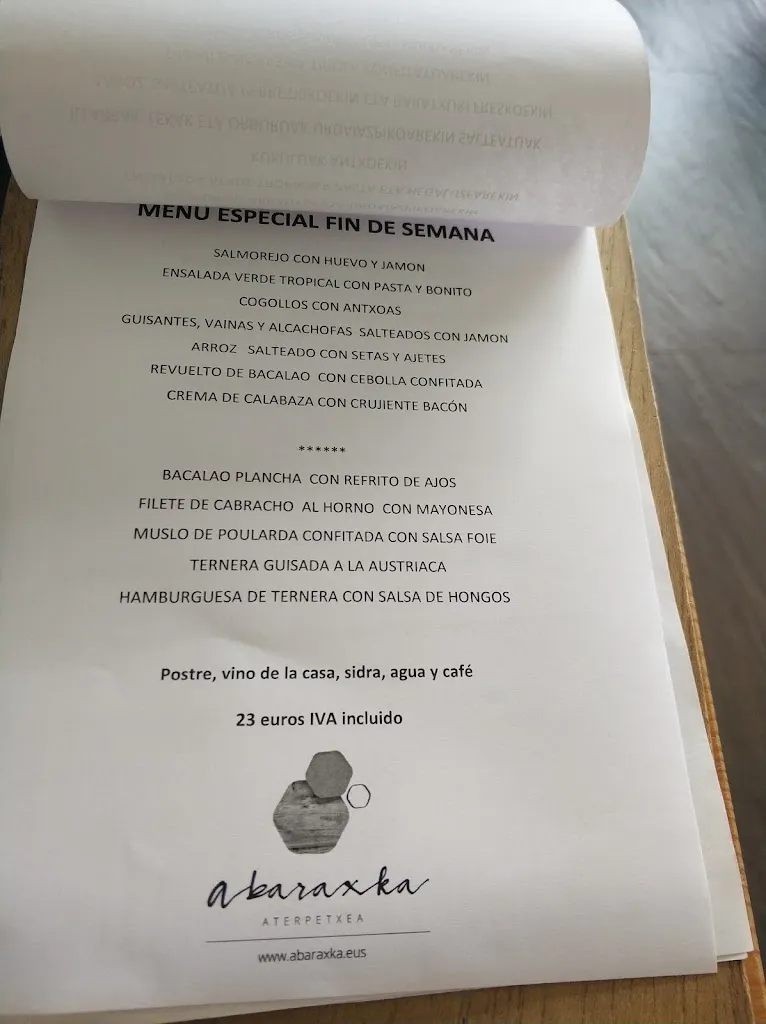 MENU ESPECIAL FIN DE SEMANA
SALMOREJO CON HUEVO Y JAMON
ENSALADA VERDE TROPICAL CON PASTA Y BONITO
COGOLLOS CON ANTXOAS
GUISANTES, VAINAS Y ALCACHOFAS SALTEADOS CON JAMON
ARROZ SALTEADO CON SETAS Y AJETES
REVUELTO DE BACALAO CON CEBOLLA CONFITADA
CREMA DE CALABAZA CON CRUJIENTE BACÓN
******
BACALAO PLANCHA CON REFRITO DE AJOS
FILETE DE CABRACHO AL HORNO CON MAYONESA
MUSLO DE POULARDA CONFITADA CON SALSA FOIE
TERNERA GUISADA A LA AUSTRIACA
HAMBURGUESA DE TERNERA CON SALSA DE HONGOS
Postre, vino de la casa, sidra, agua y café
23 euros IVA incluido
abaraxka
ATERPETXEA
www.abaraxka.eus